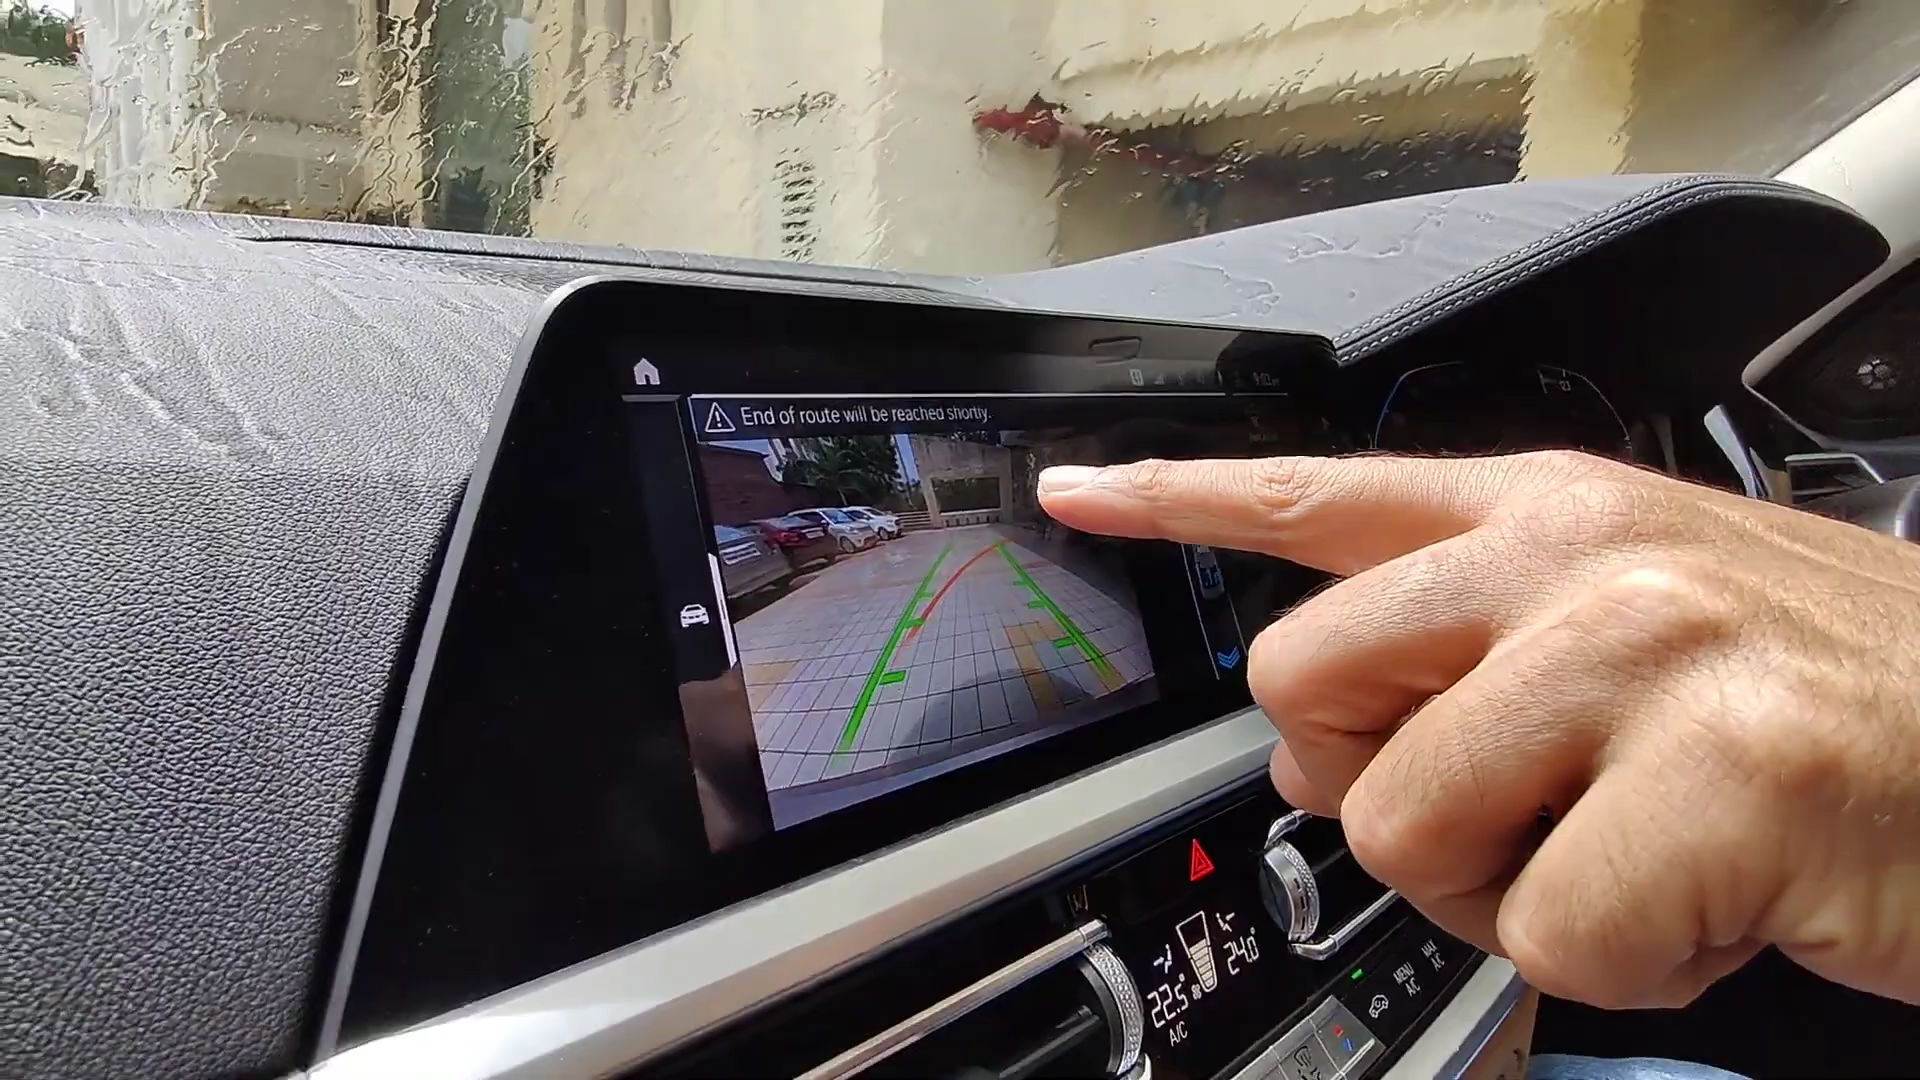 End of route will be reached shortly.
22.5°
24.0°
A/C
MENU
A/C
MAX
A/C